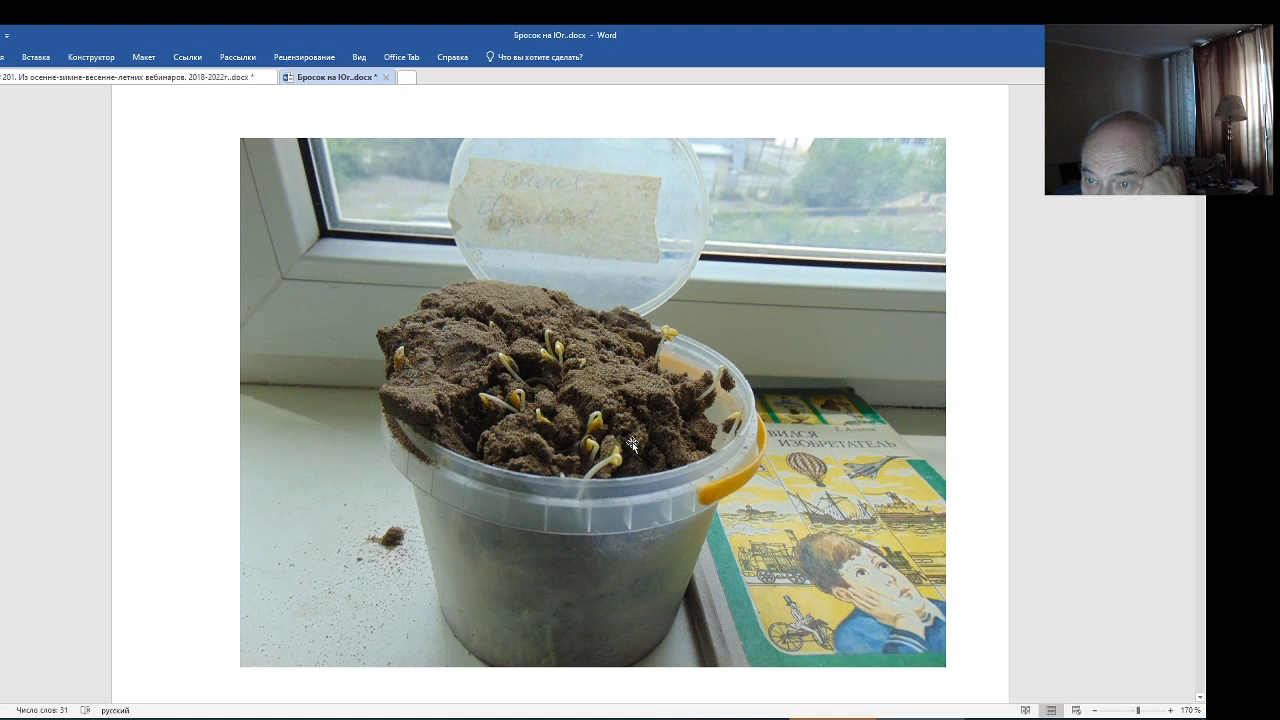 Бросок на Юг..docx - Word
я Вставка Конструктор Макет Ссылки Рассылки Рецензирование Вид Office Tab Справка Что вы хотите сделать?
201. Из осенне-зимне-весенне-летних вебинаров. 2018-2022г..docx *
Бросок на Юг..docx *
ВИЛСЯ
ИЗОБРЕТАТЕЛЬ
Число слов: 31 русский
170 %